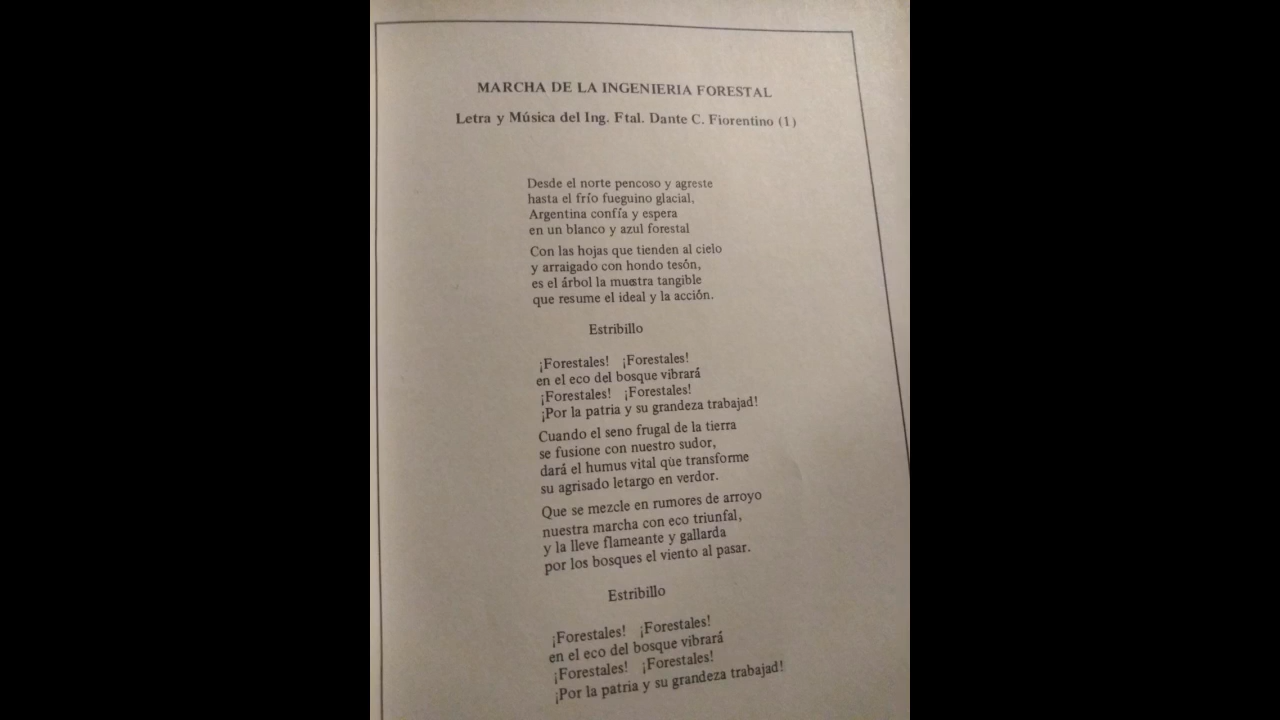 MARCHA DE LA INGENIERIA FORESTAL
Letra y Música del Ing. Ftal. Dante C. Fiorentino (1)
Desde el norte pencoso y agreste
hasta el frío fueguino glacial,
Argentina confía y espera
en un blanco y azul forestal
Con las hojas que tienden al cielo
y arraigado con hondo tesón,
es el árbol la muestra tangible
que resume el ideal y la acción.
Estribillo
¡Forestales! ¡Forestales!
en el eco del bosque vibrará
¡Forestales! ¡Forestales!
¡Por la patria y su grandeza trabajad!
Cuando el seno frugal de la tierra
se fusione con nuestro sudor,
dará el humus vital que transforme
su agrisado letargo en verdor.
Que se mezcle en rumores de arroyo
nuestra marcha con eco triunfal,
y la lleve flameante y gallarda
por los bosques el viento al pasar.
Estribillo
¡Forestales! ¡Forestales!
en el eco del bosque vibrará
¡Forestales! ¡Forestales!
¡Por la patria y su grandeza trabajad!